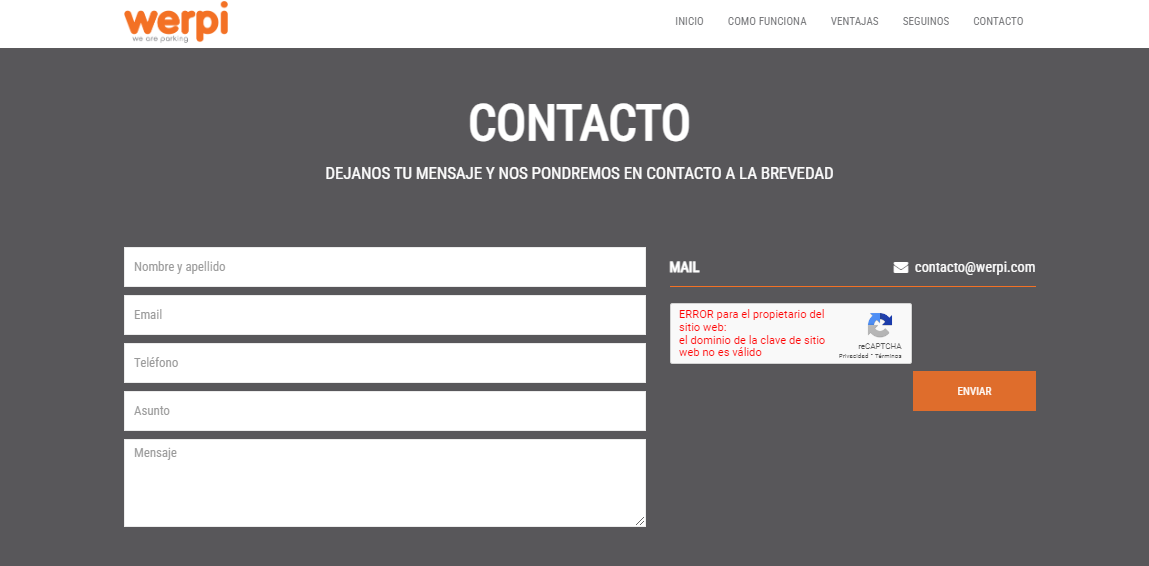 werpi
we are parking
INICIO
COMO FUNCIONA
VENTAJAS
SEGUINOS
CONTACTO
CONTACTO
DEJANOS TU MENSAJE Y NOS PONDREMOS EN CONTACTO A LA BREVEDAD
Nombre y apellido
Email
Teléfono
Asunto
Mensaje
MAIL
contacto@werpi.com
ERROR para el propietario del
sitio web:
el dominio de la clave de sitio
web no es válido
reCAPTCHA
Privacidad - Términos
ENVIAR